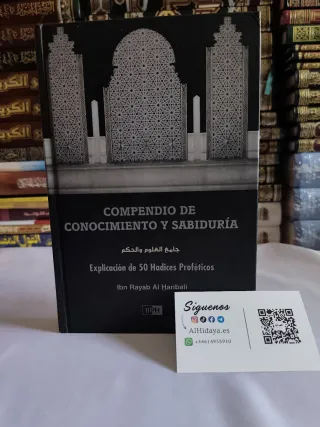 COMPENDIO DE
CONOCIMIENTO Y SABIDURÍA
جامع العلوم والحكم
Explicación de 50 Hadices Proféticos
Ibn Rayab Al Hanbali
Síguenos
AlHidaya.es